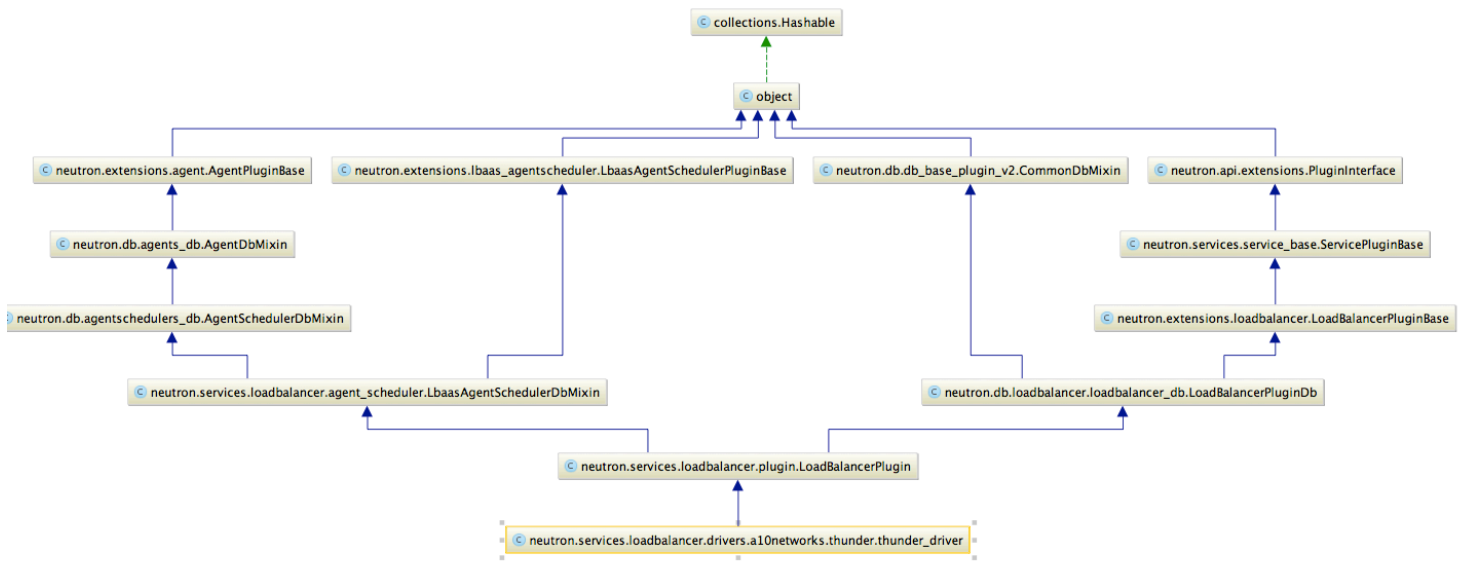 C collections.Hashable
C object
C neutron.extensions.agent.AgentPluginBase
C neutron.extensions.lbaas_agentscheduler.LbaasAgentSchedulerPluginBase
C neutron.db.db_base_plugin_v2.CommonDbMixin
C neutron.api.extensions.PluginInterface
C neutron.db.agents_db.AgentDbMixin
C neutron.services.service_base.ServicePluginBase
neutron.db.agentschedulers_db.AgentSchedulerDbMixin
C neutron.extensions.loadbalancer.LoadBalancerPluginBase
C neutron.services.loadbalancer.agent_scheduler.LbaasAgentSchedulerDbMixin
C neutron.db.loadbalancer.loadbalancer_db.LoadBalancerPluginDb
C neutron.services.loadbalancer.plugin.LoadBalancerPlugin
C neutron.services.loadbalancer.drivers.a10networks.thunder.thunder_driver